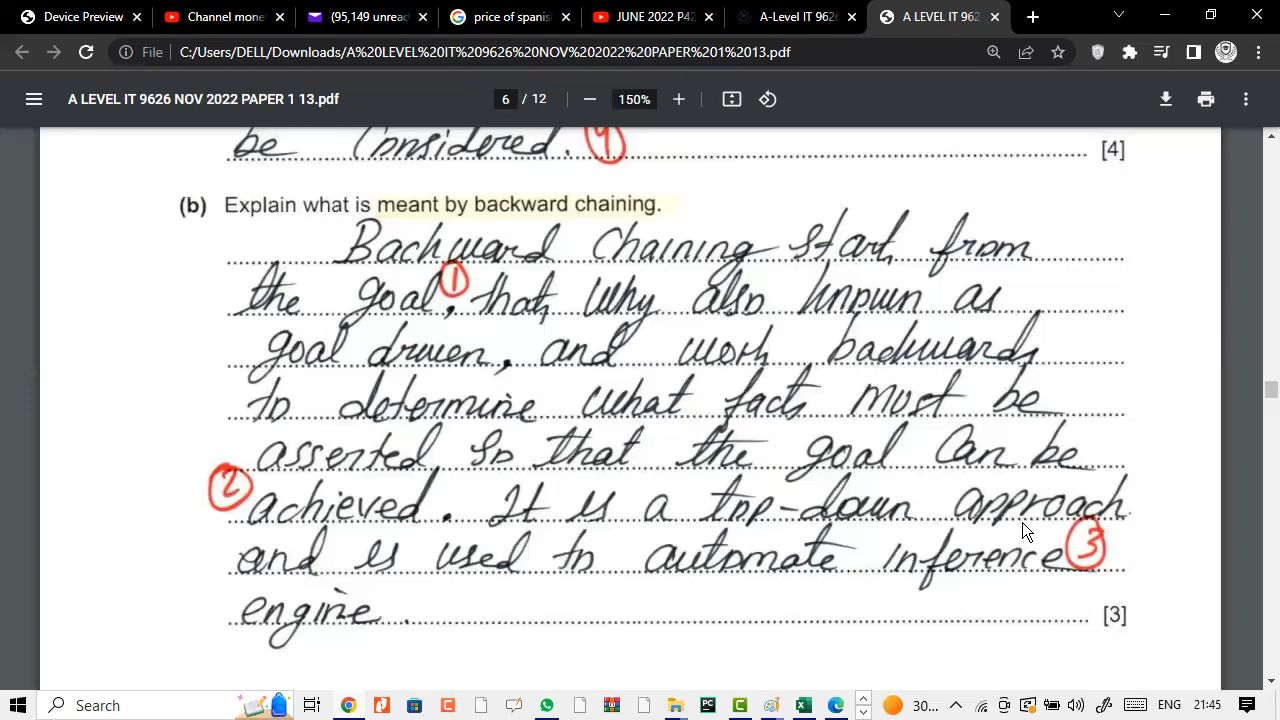 Device Preview
Channel mone
(95,149 unread
price of spanis
JUNE 2022 P42
A-Level IT 9626
A LEVEL IT 962
File C:/Users/DELL/Downloads/A%20LEVEL%20IT%209626%20NOV%202022%20PAPER%201%2013.pdf
A LEVEL IT 9626 NOV 2022 PAPER 1 13.pdf
6 / 12
150%
be Considered. 4 [4]
(b) Explain what is meant by backward chaining.
Backward Chaining start from
the goal, 1 that, why also known as
goal driven, and work backwards
to determine what facts must be
asserted so that the goal Can be
2 achieved. It is a top-down approach
and is used to automate inference 3
engine. [3]
Search
30...
ENG
21:45